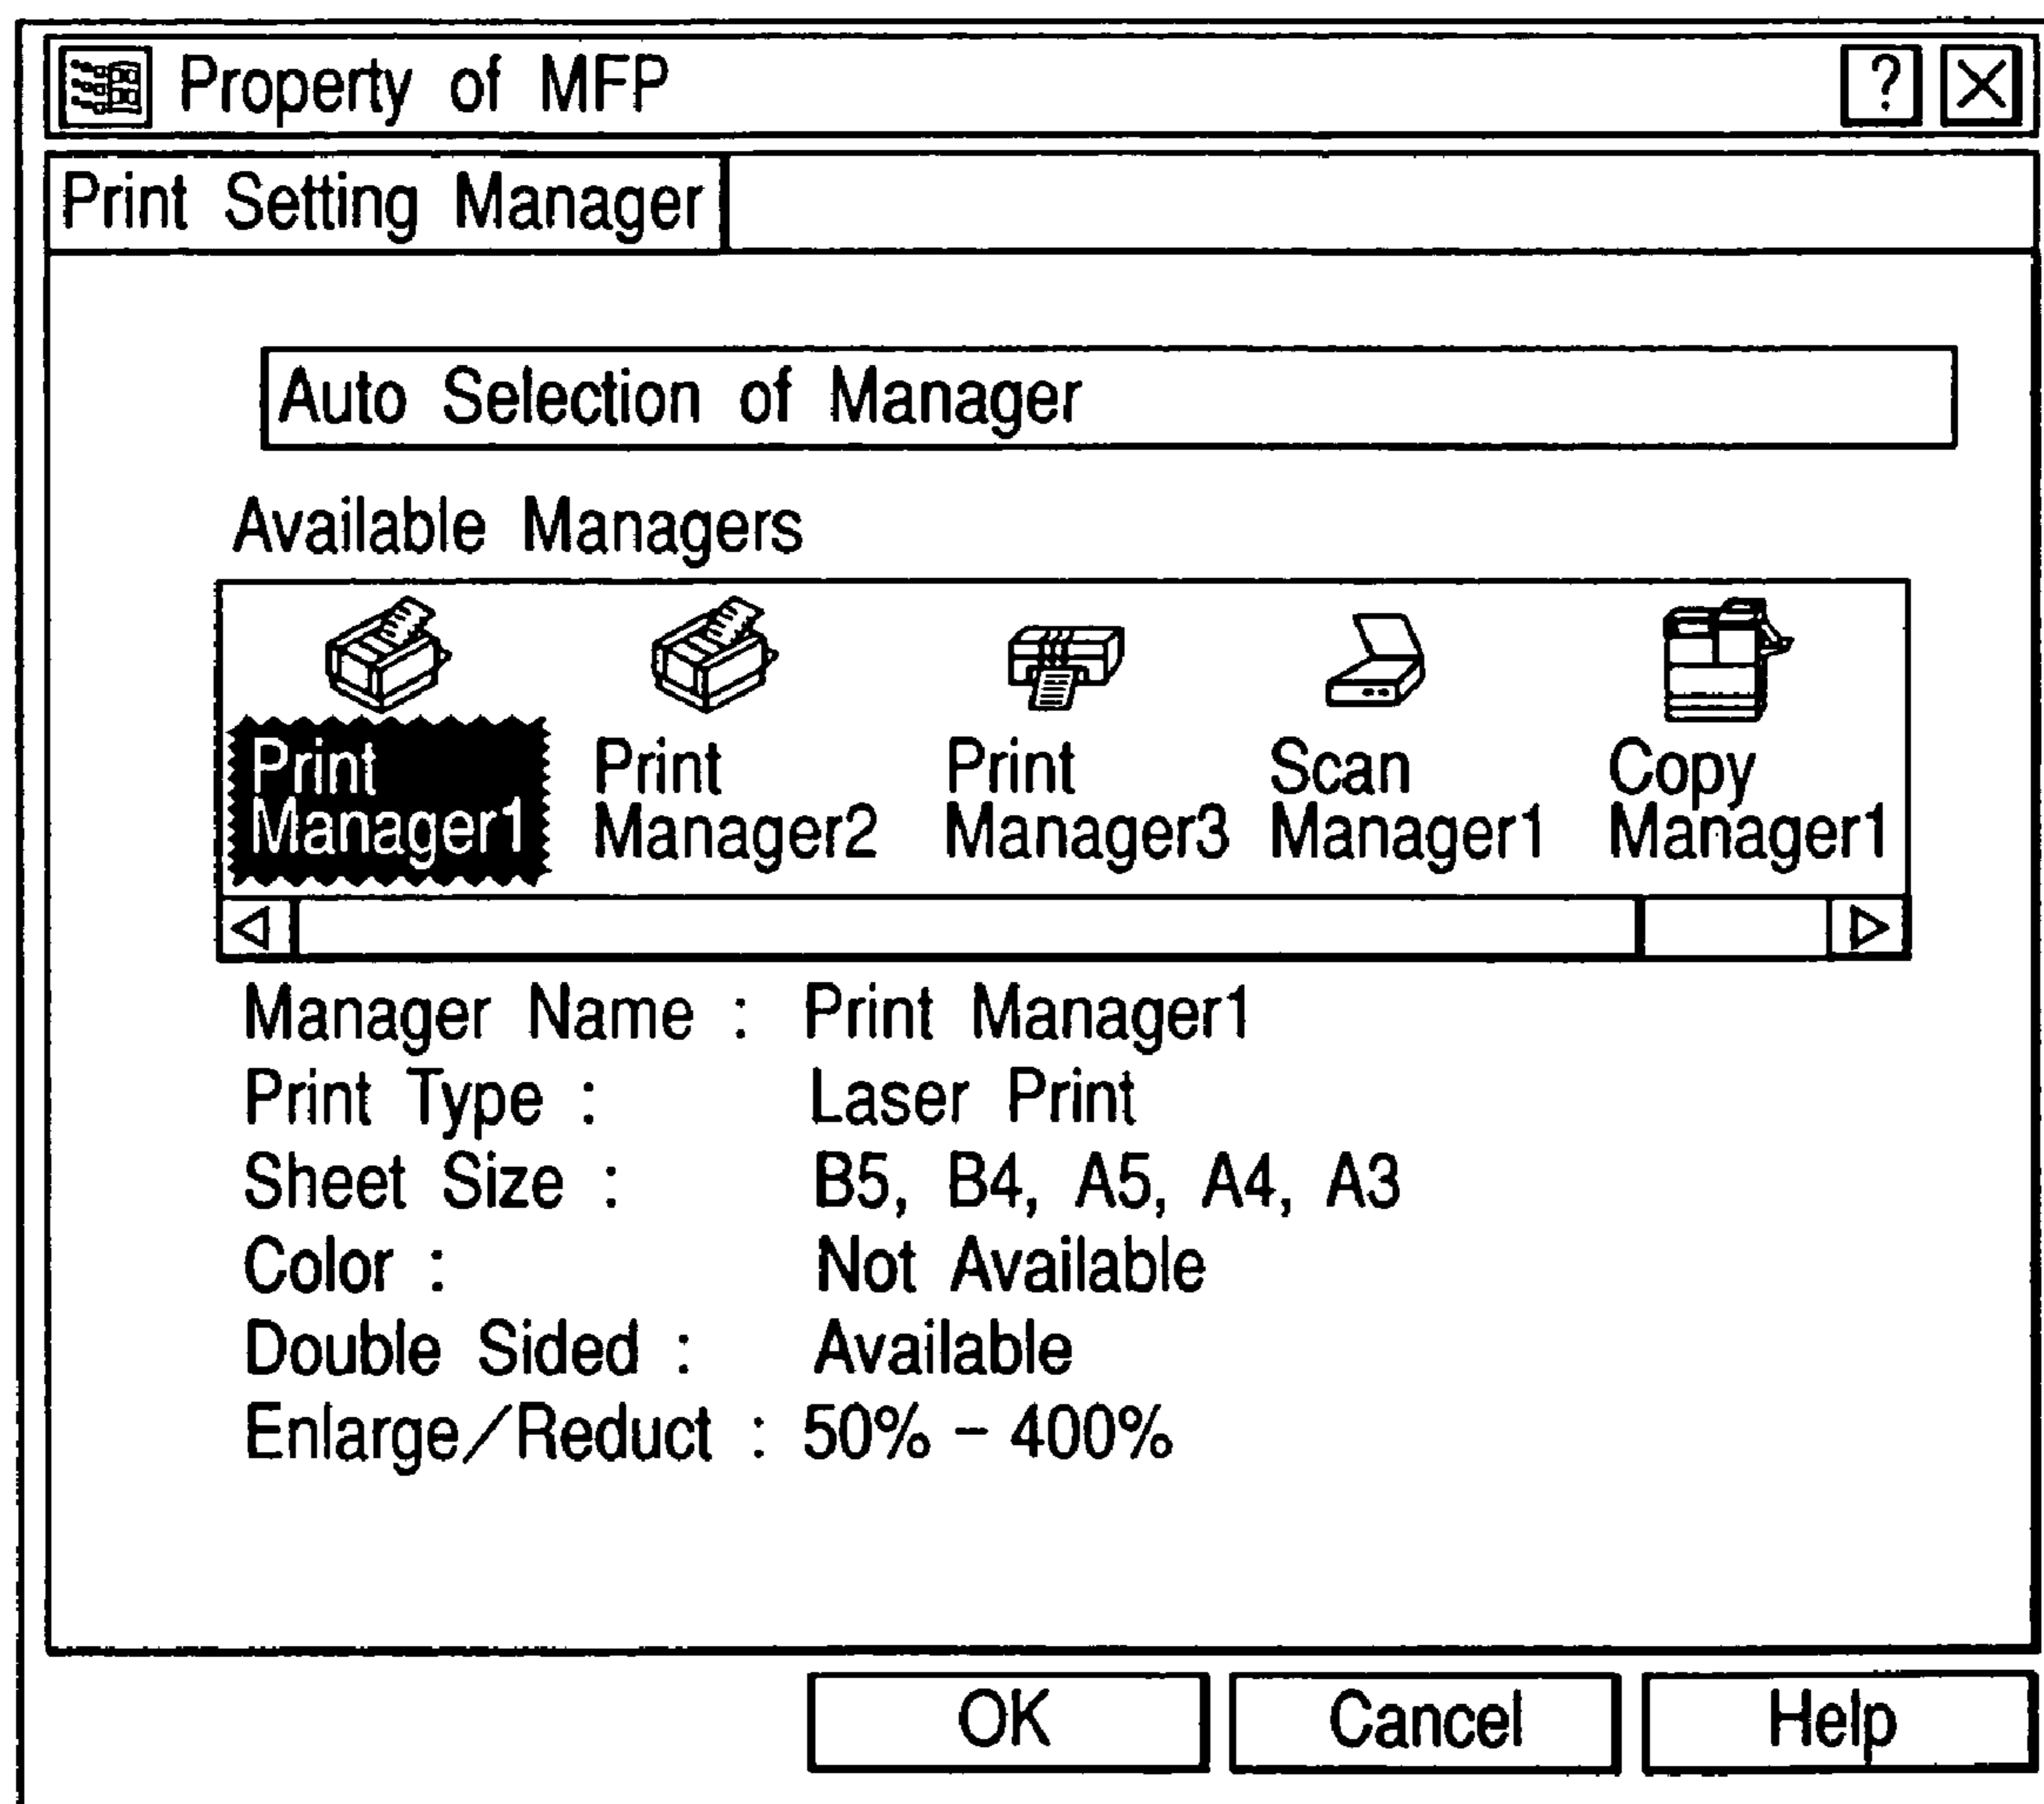 Property of MFP ?
Print Setting Manager
Auto Selection of Manager
Available Managers
Print Manager1
Print Manager2
Print Manager3
Scan Manager1
Copy Manager1
Manager Name : Print Manager1
Print Type : Laser Print
Sheet Size : B5, B4, A5, A4, A3
Color : Not Available
Double Sided : Available
Enlarge/Reduct : 50% – 400%
OK Cancel Help